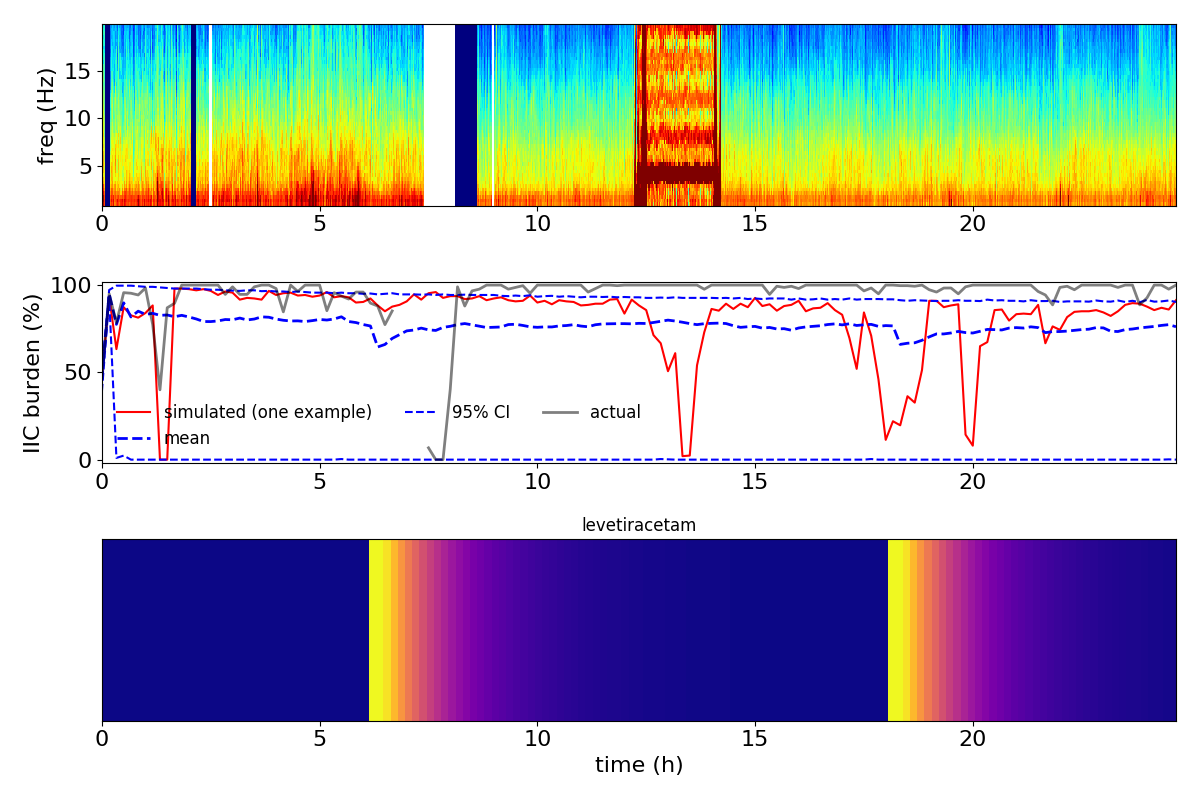 freq (Hz)
15
10
5
0 5 10 15 20
IIC burden (%)
100
50
0
simulated (one example)
mean
95% CI
actual
0 5 10 15 20
levetiracetam
0 5 10 15 20
time (h)